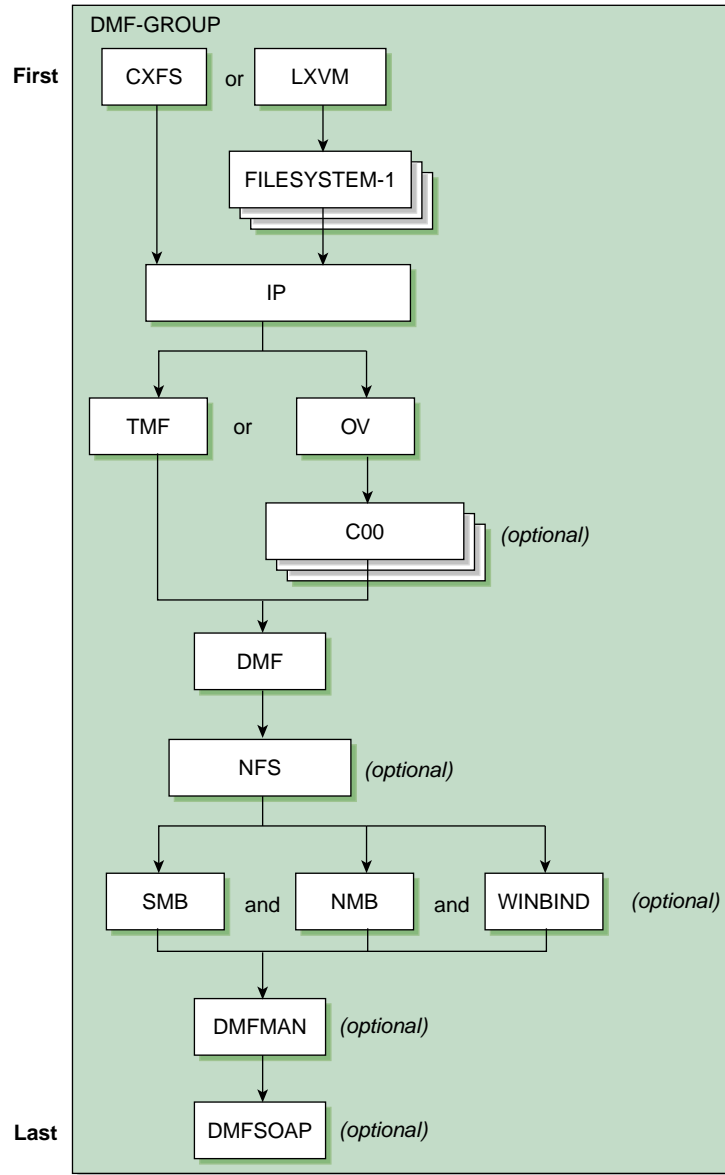 DMF-GROUP
First
CXFS or LXVM
FILESYSTEM-1
IP
TMF or OV
C00 (optional)
DMF
NFS (optional)
SMB and NMB and WINBIND (optional)
DMFMAN (optional)
Last
DMFSOAP (optional)